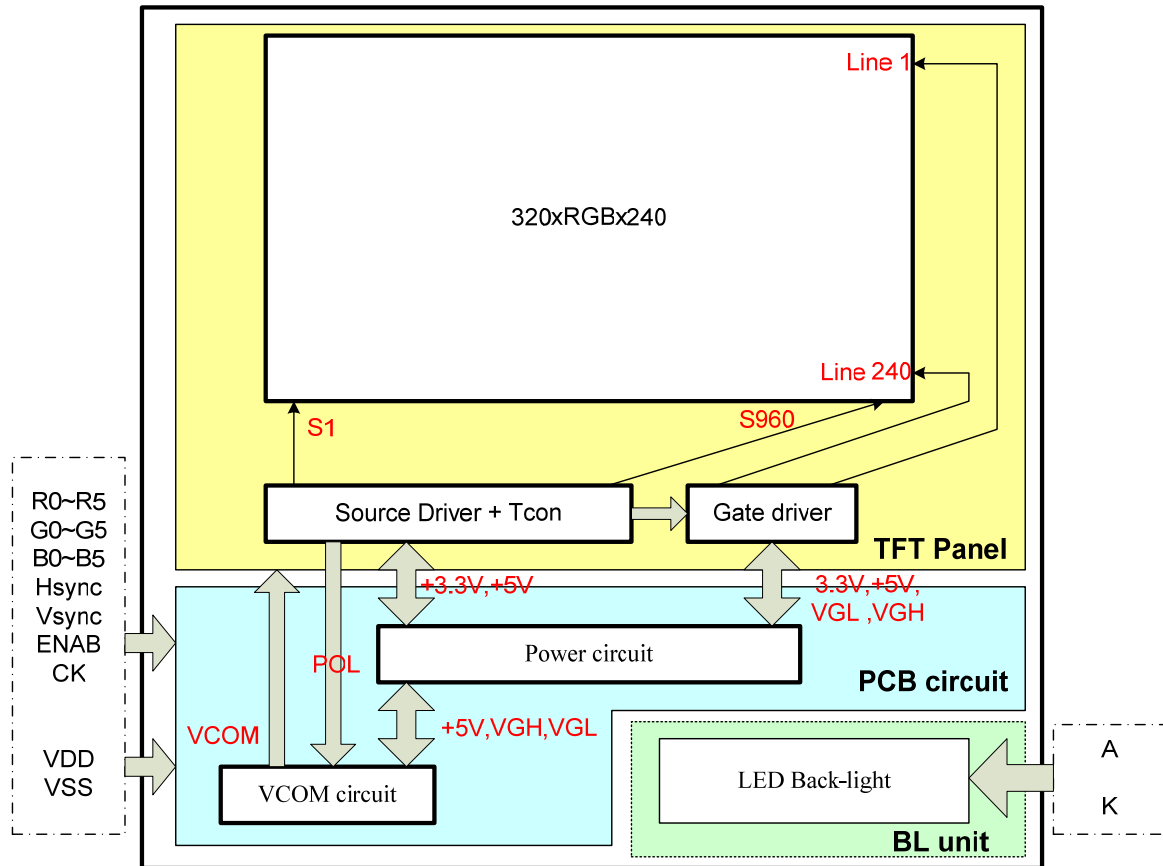 Line 1
320xRGBx240
Line 240
S1
S960
Source Driver + Tcon
Gate driver
TFT Panel
R0~R5
G0~G5
B0~B5
Hsync
Vsync
ENAB
CK
VDD
VSS
+3.3V,+5V
3.3V,+5V,
VGL ,VGH
POL
Power circuit
PCB circuit
VCOM
+5V,VGH,VGL
VCOM circuit
LED Back-light
BL unit
A
K